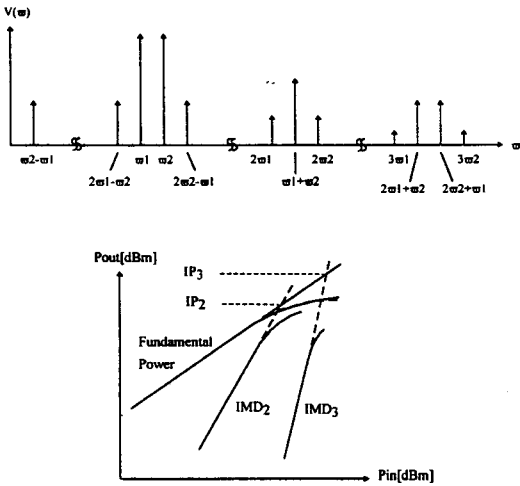 V(ϖ)
ϖ2-ϖ1
2ϖ1-ϖ2
ϖ1
ϖ2
2ϖ2-ϖ1
2ϖ1
ϖ1+ϖ2
2ϖ2
3ϖ1
2ϖ1+ϖ2
2ϖ2+ϖ1
3ϖ2
ϖ
Pout[dBm]
IP3
IP2
Fundamental
Power
IMD2
IMD3
Pin[dBm]